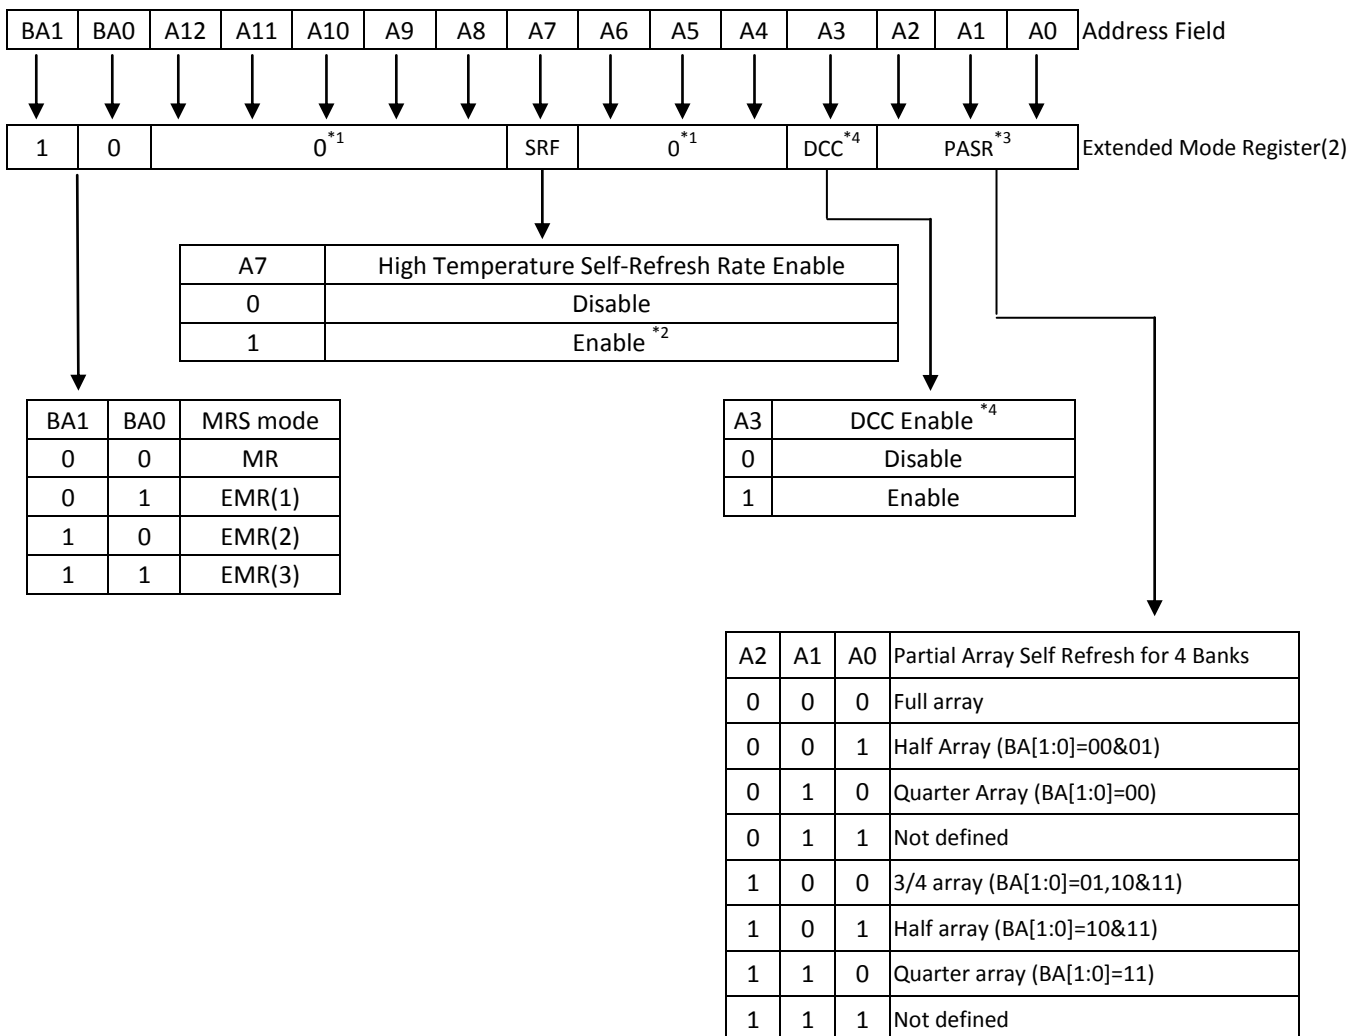 BA1 BA0 A12 A11 A10 A9 A8 A7 A6 A5 A4 A3 A2 A1 A0 Address Field
1 0 0*1 SRF 0*1 DCC*4 PASR*3 Extended Mode Register(2)
A7 High Temperature Self-Refresh Rate Enable
0 Disable
1 Enable *2
BA1 BA0 MRS mode
0 0 MR
0 1 EMR(1)
1 0 EMR(2)
1 1 EMR(3)
A3 DCC Enable *4
0 Disable
1 Enable
A2 A1 A0 Partial Array Self Refresh for 4 Banks
0 0 0 Full array
0 0 1 Half Array (BA[1:0]=00&01)
0 1 0 Quarter Array (BA[1:0]=00)
0 1 1 Not defined
1 0 0 3/4 array (BA[1:0]=01,10&11)
1 0 1 Half array (BA[1:0]=10&11)
1 1 0 Quarter array (BA[1:0]=11)
1 1 1 Not defined